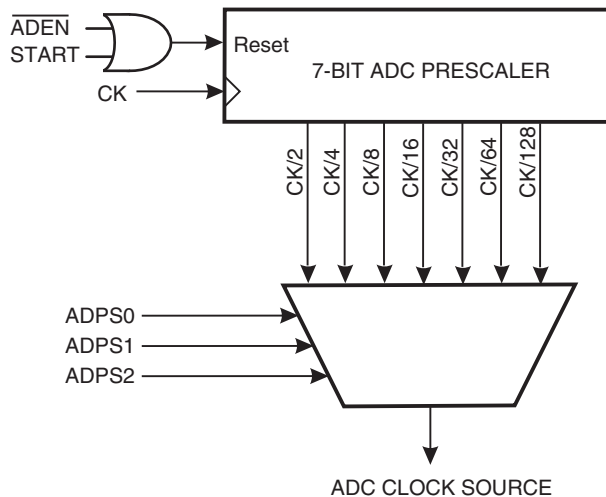 ADEN
START
Reset
7-BIT ADC PRESCALER
CK
CK/2
CK/4
CK/8
CK/16
CK/32
CK/64
CK/128
ADPS0
ADPS1
ADPS2
ADC CLOCK SOURCE